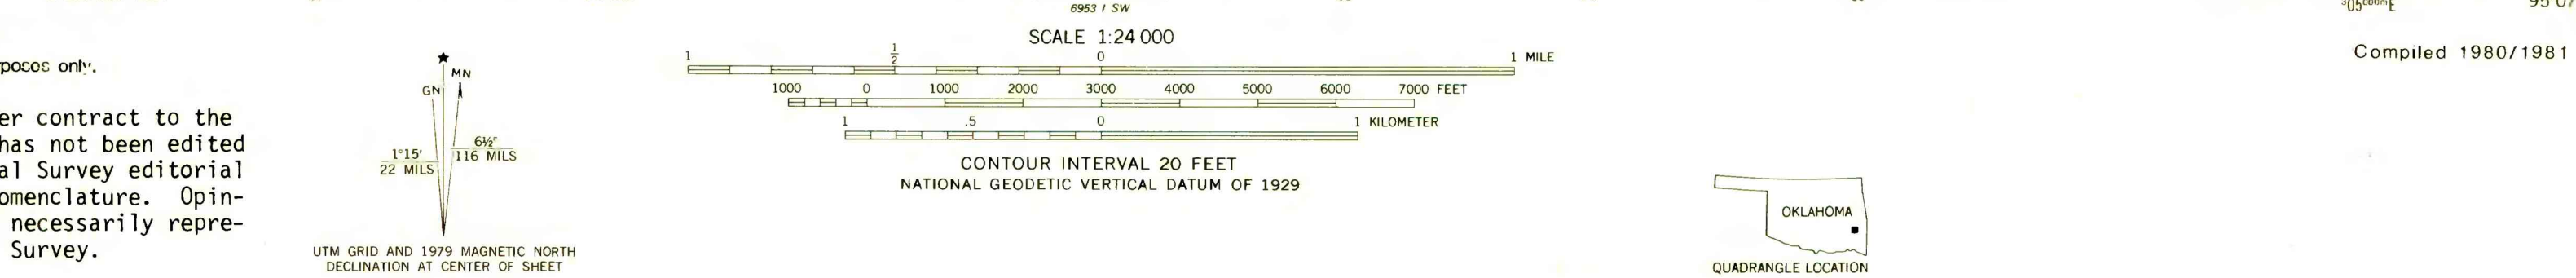 6953 I SW
SCALE 1:24 000
1 ½ 0 1 MILE
1000 0 1000 2000 3000 4000 5000 6000 7000 FEET
1 .5 0 1 KILOMETER
CONTOUR INTERVAL 20 FEET
NATIONAL GEODETIC VERTICAL DATUM OF 1929
poses only.
er contract to the
has not been edited
al Survey editorial
omenclature. Opin-
necessarily repre-
Survey.
★
MN
GN
1°15'
22 MILS
6½°
116 MILS
UTM GRID AND 1979 MAGNETIC NORTH
DECLINATION AT CENTER OF SHEET
OKLAHOMA
QUADRANGLE LOCATION
³05⁰⁰⁰ᵐE
Compiled 1980/1981